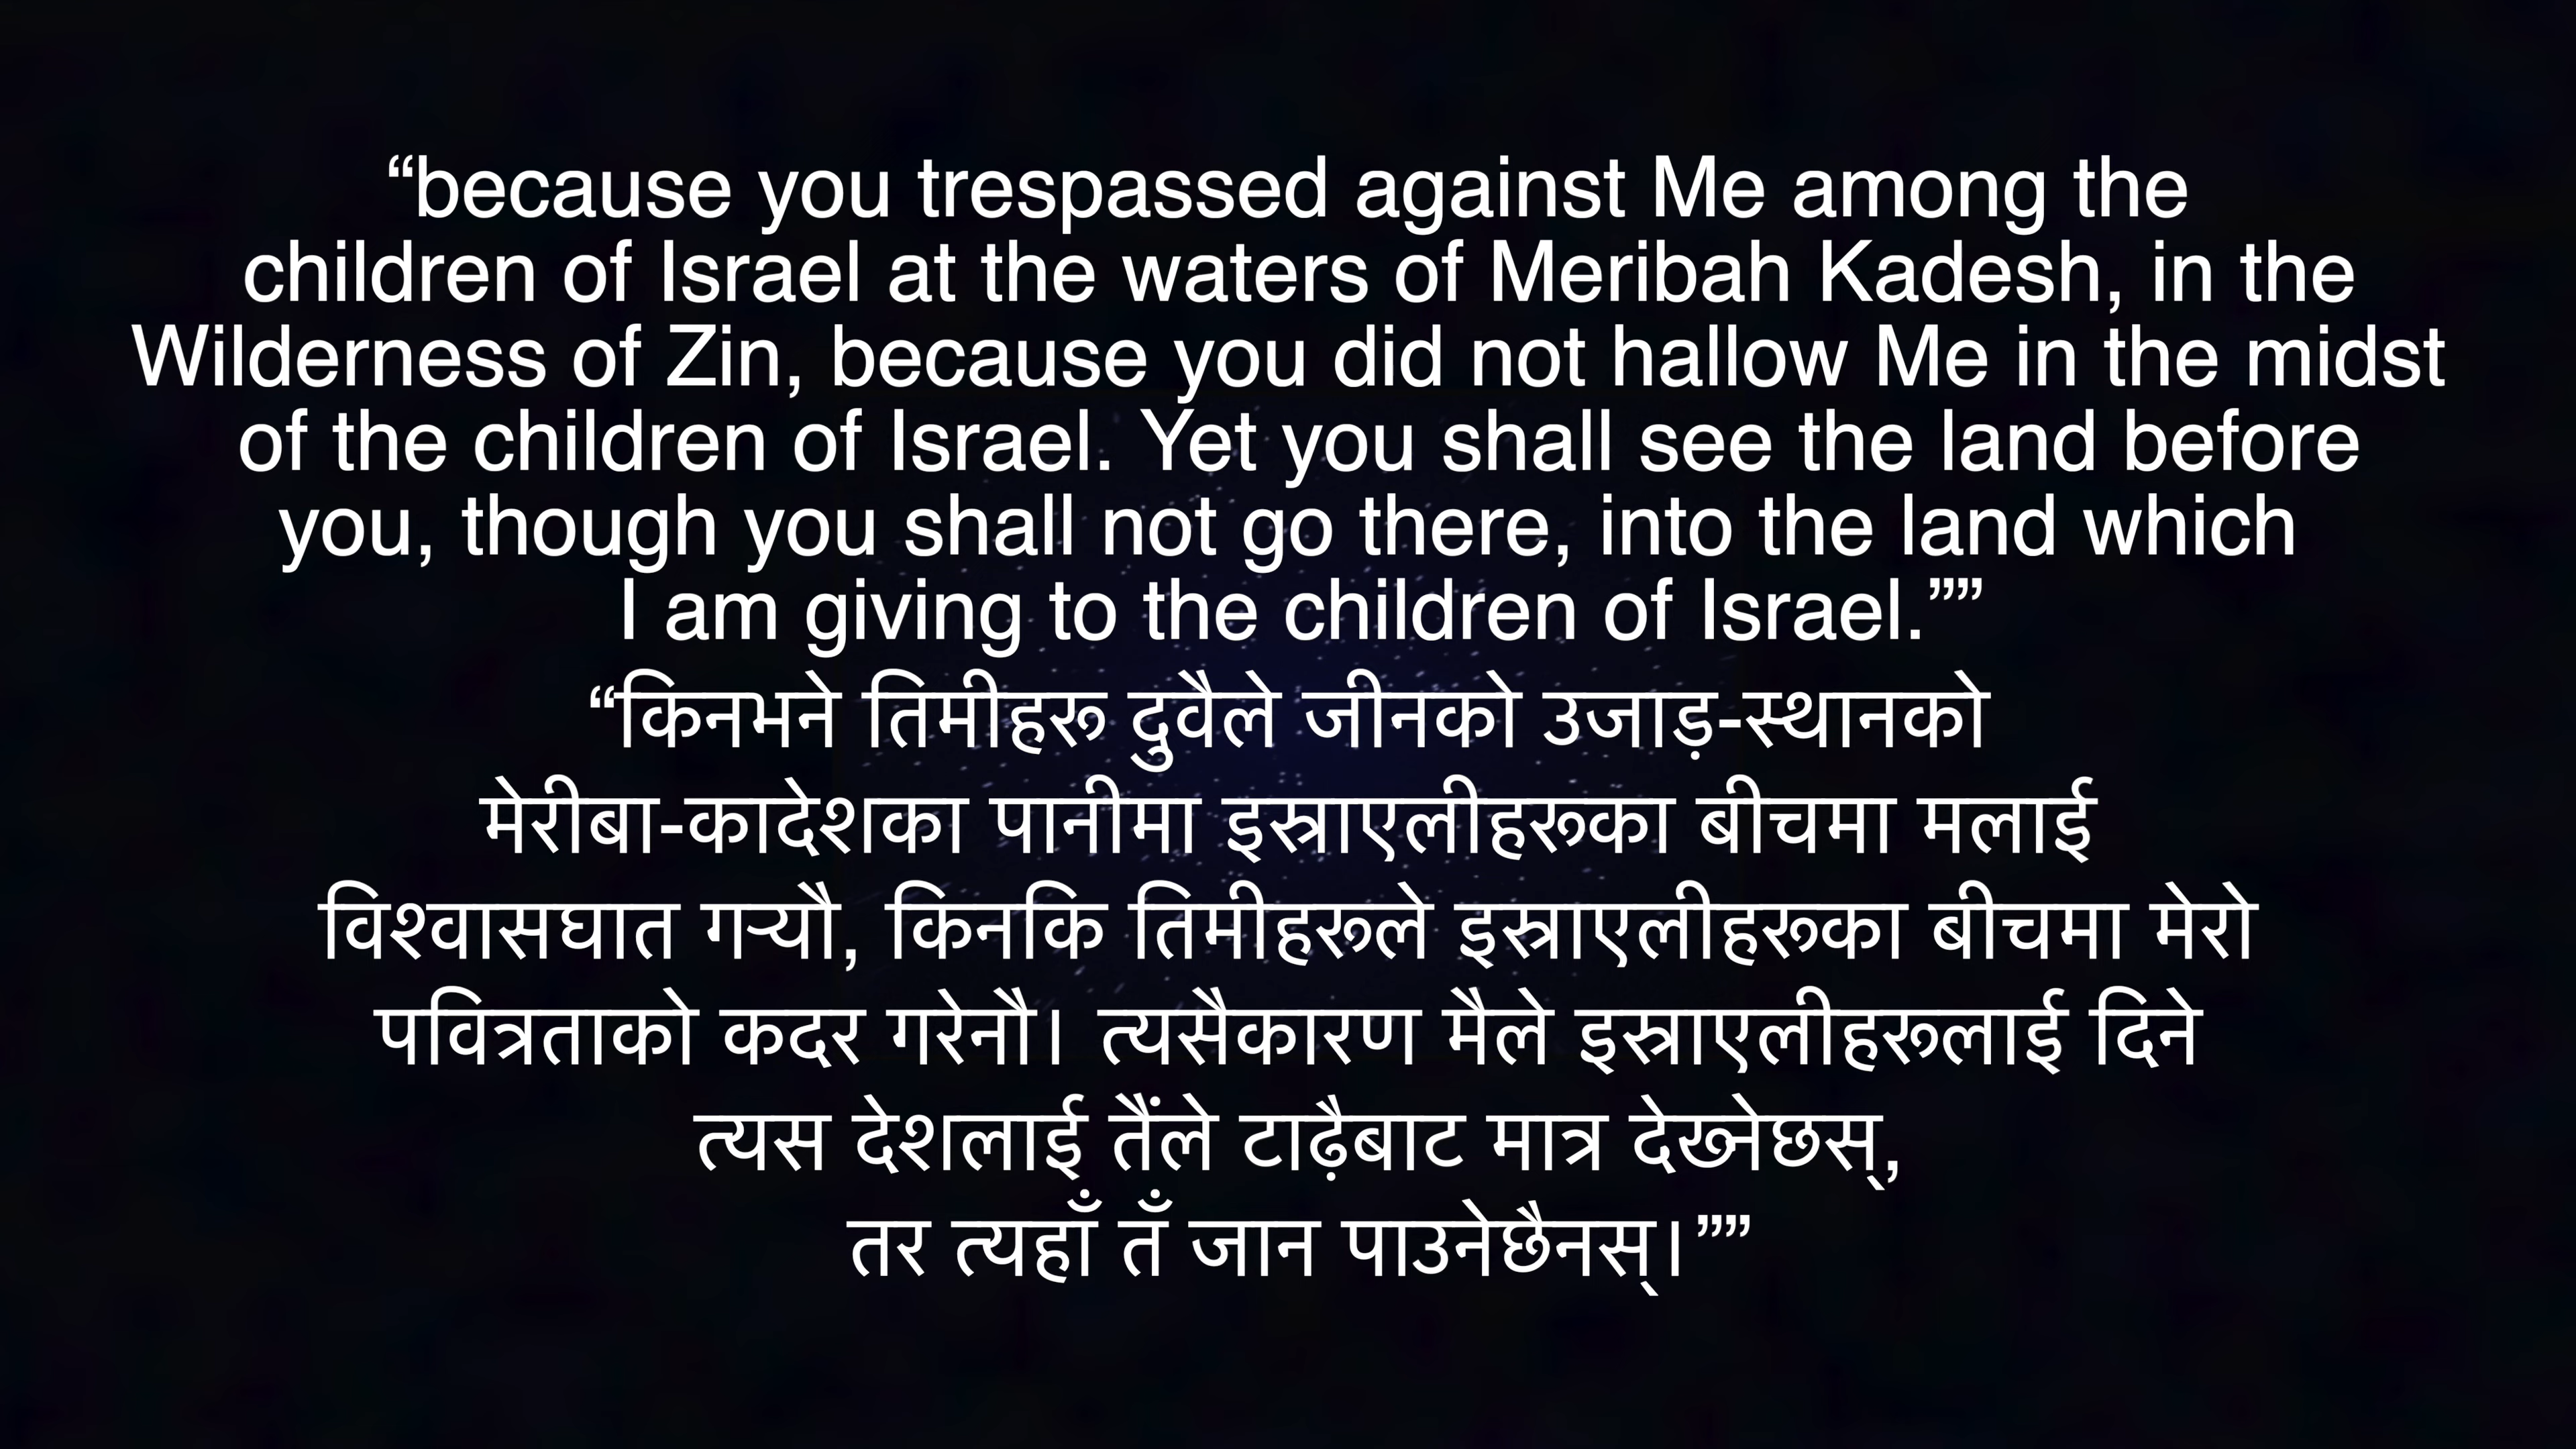 “because you trespassed against Me among the
children of Israel at the waters of Meribah Kadesh, in the
Wilderness of Zin, because you did not hallow Me in the midst
of the children of Israel. Yet you shall see the land before
you, though you shall not go there, into the land which
I am giving to the children of Israel.””
“किनभने तिमीहरू दुवैले जीनको उजाड़-स्थानको
मेरीबा-कादेशका पानीमा इस्राएलीहरूका बीचमा मलाई
विश्वासघात गऱ्यौ, किनकि तिमीहरूले इस्राएलीहरूका बीचमा मेरो
पवित्रताको कदर गरेनौ। त्यसैकारण मैले इस्राएलीहरूलाई दिने
त्यस देशलाई तैंले टाढ़ैबाट मात्र देख्नेछस्,
तर त्यहाँ तँ जान पाउनेछैनस्।””